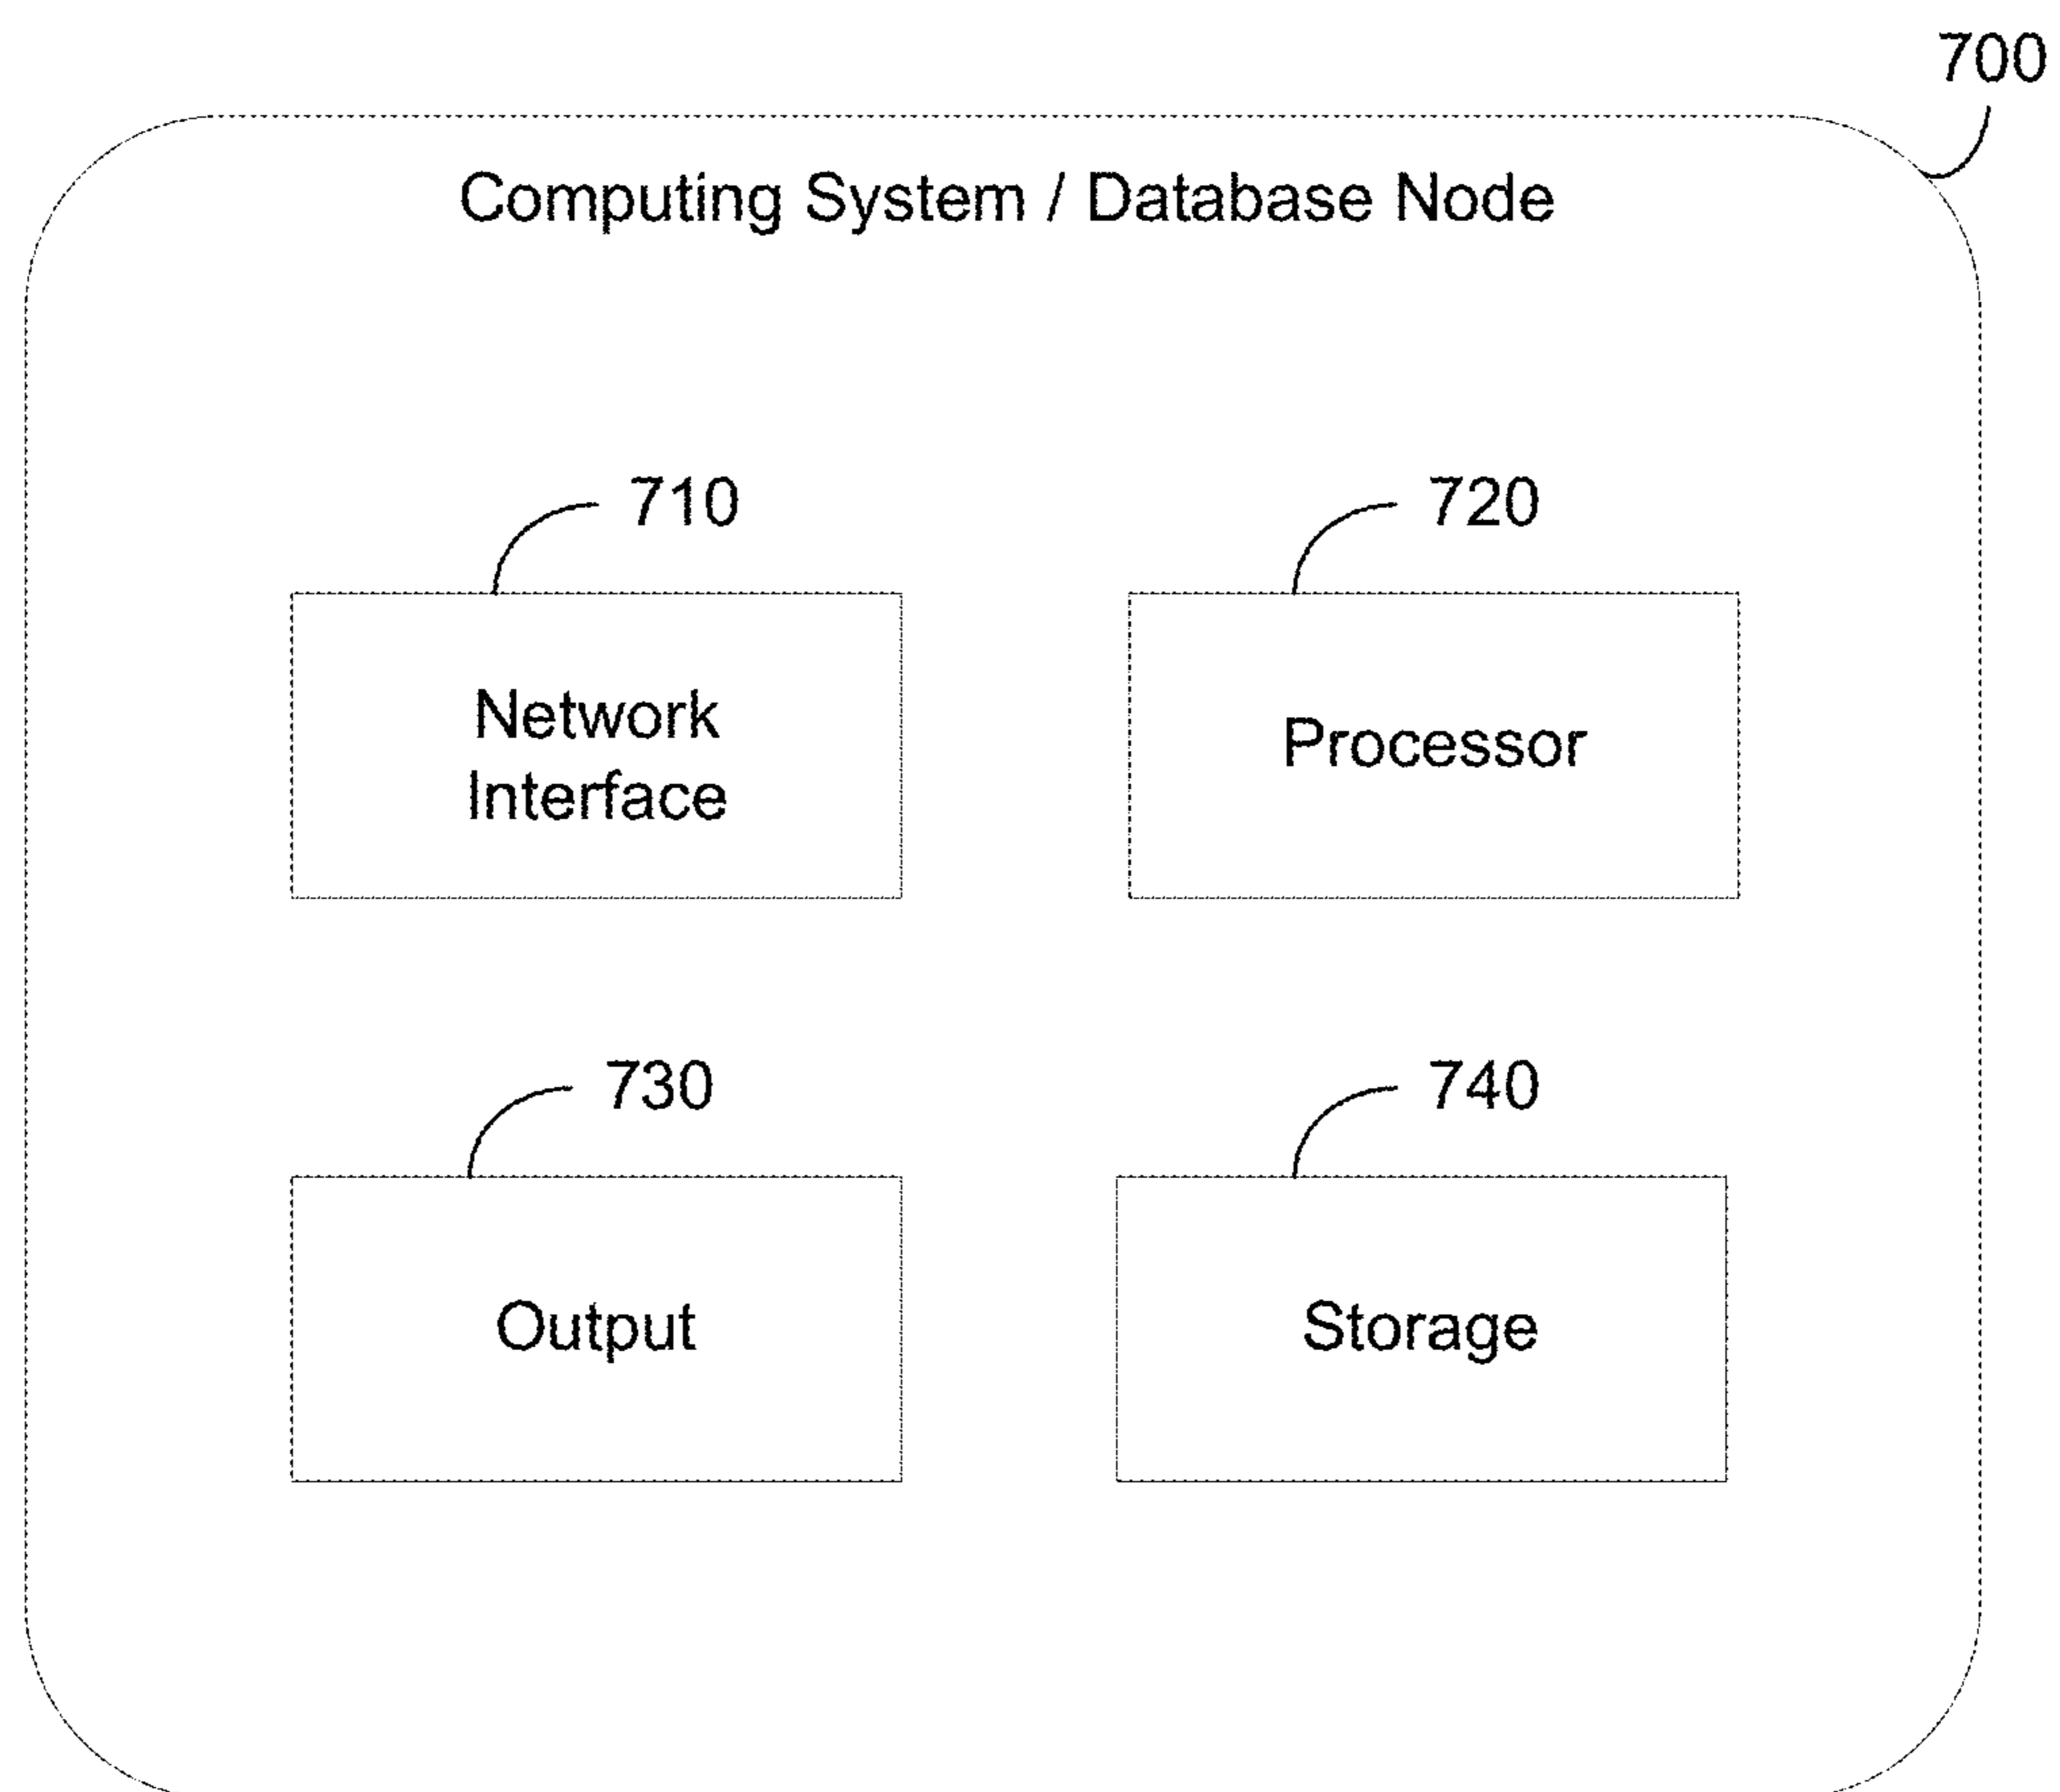 700
Computing System / Database Node
710
720
Network
Interface
Processor
730
740
Output
Storage